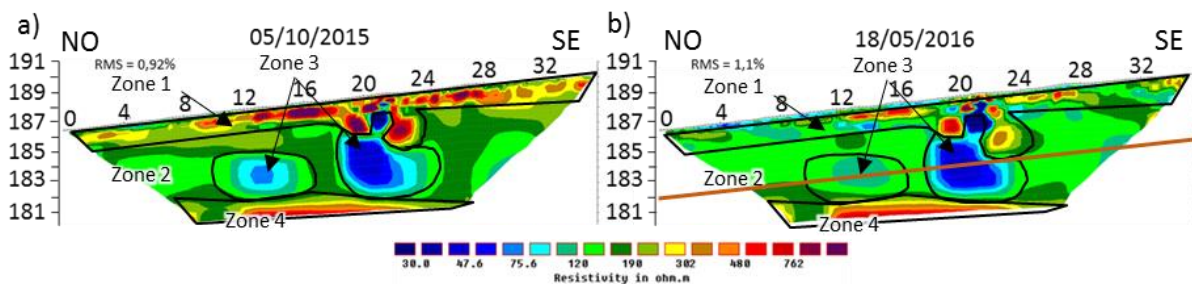 a)
NO
05/10/2015
SE
RMS = 0,92%
Zone 1
Zone 3
191
189
187
185
183
181
0 4 8 12 16 20 24 28 32
Zone 2
Zone 4
b)
NO
18/05/2016
SE
RMS = 1,1%
Zone 1
Zone 3
191
189
187
185
183
181
0 4 8 12 16 20 24 28 32
Zone 2
Zone 4
30.0 47.6 75.6 120 190 302 480 762
Resistivity in ohm.m